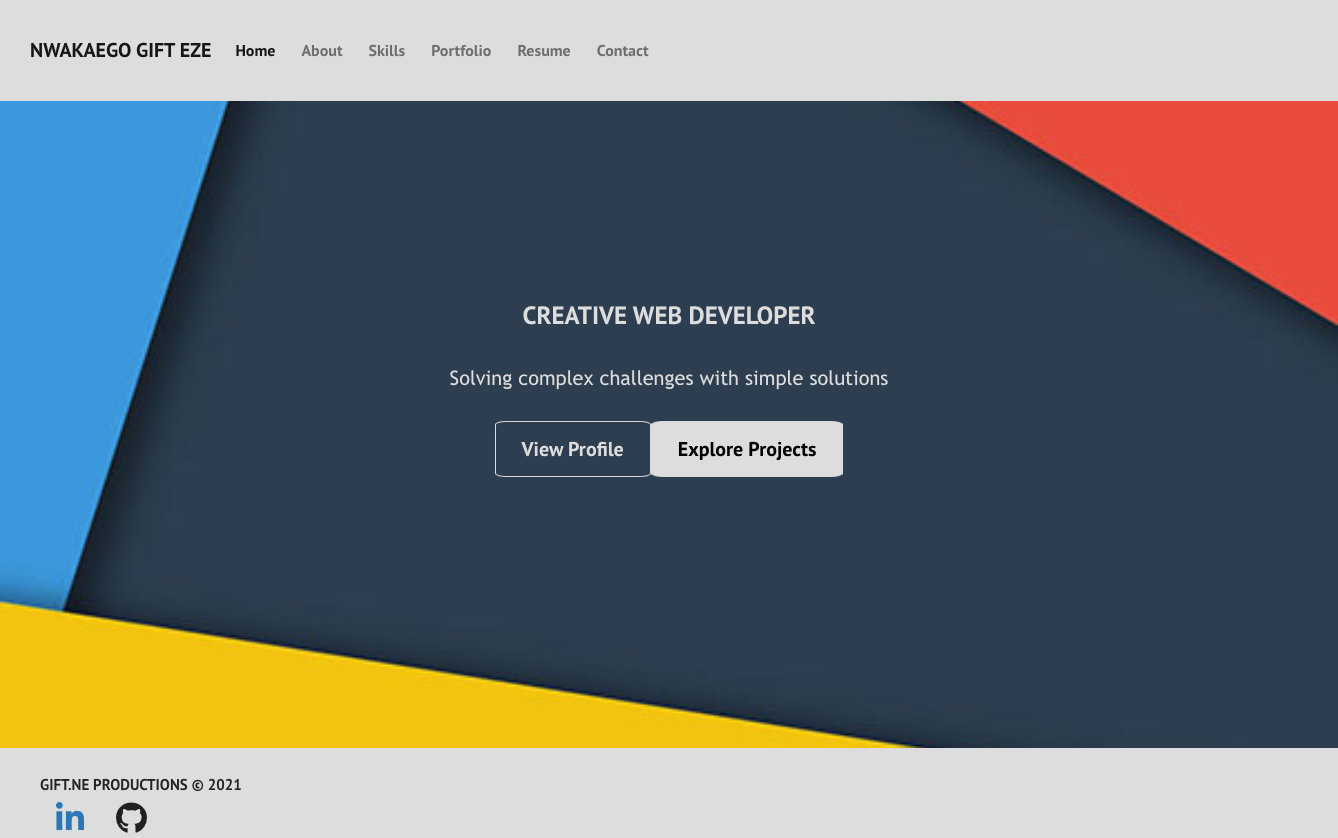 NWAKAEGO GIFT EZE Home About Skills Portfolio Resume Contact
CREATIVE WEB DEVELOPER
Solving complex challenges with simple solutions
View Profile Explore Projects
GIFT.NE PRODUCTIONS © 2021
in